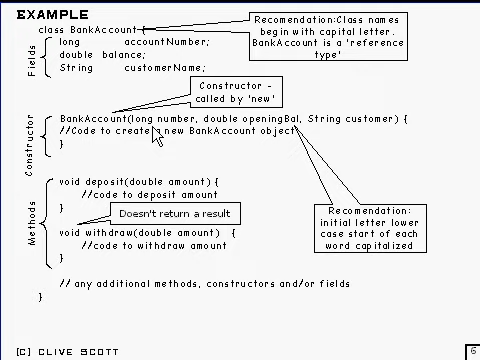 EXAMPLE
class BankAccount {
Fields
long accountNumber;
double balance;
String customerName;
Recomendation:Class names
begin with capital letter.
BankAccount is a 'reference
type'
Constructor -
called by 'new'
Constructor
BankAccount(long number, double openingBal, String customer) {
//Code to create a new BankAccount object
}
Methods
void deposit(double amount) {
//code to deposit amount
}
Doesn't return a result
void withdraw(double amount) {
//code to withdraw amount
}
Recomendation:
initial letter lower
case start of each
word capitalized
// any additional methods, constructors and/or fields
}
(C) CLIVE SCOTT
6